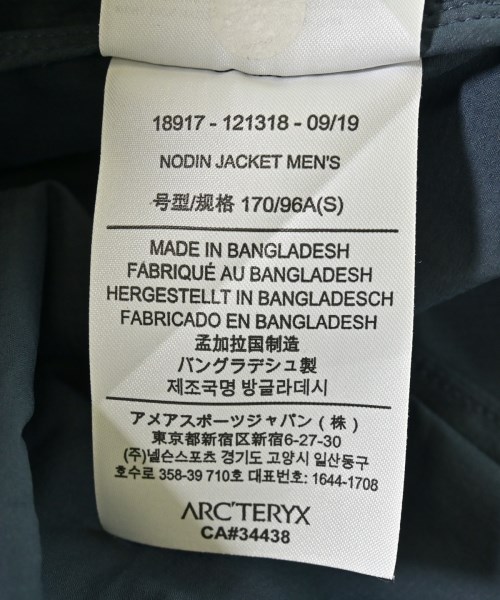 18917 - 121318 - 09/19
NODIN JACKET MEN'S
号型/规格 170/96A(S)
MADE IN BANGLADESH
FABRIQUÉ AU BANGLADESH
HERGESTELLT IN BANGLADESCH
FABRICADO EN BANGLADESH
孟加拉国制造
バングラデシュ製
제조국명 방글라데시
アメアスポーツジャパン(株)
東京都新宿区新宿6-27-30
(주)넬슨스포츠 경기도 고양시 일산동구
호수로 358-39 710호 대표번호: 1644-1708
ARC'TERYX
CA#34438